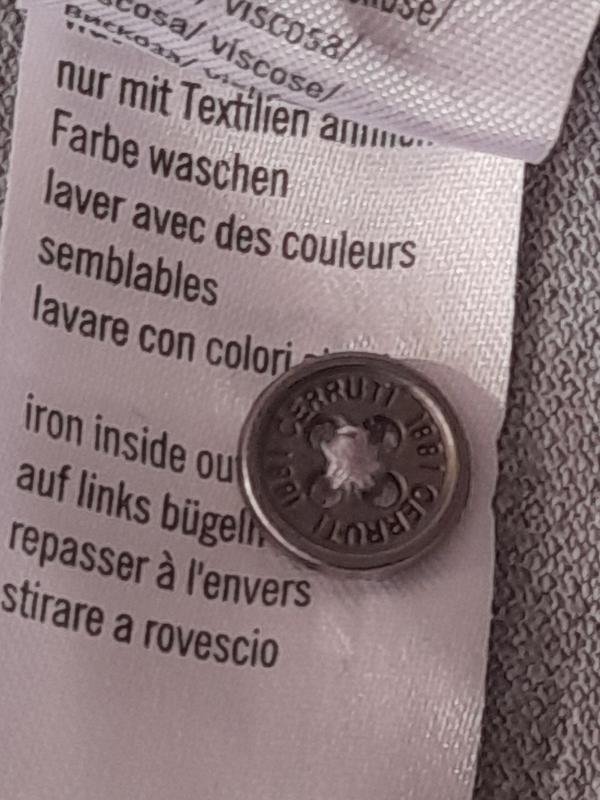 viscosa/
viscosa/ viscose/
Вискоза/
nur mit Textilien
Farbe waschen
laver avec des couleurs
semblables
lavare con colori
iron inside out
auf links bügeln
repasser à l'envers
stirare a rovescio
CERRUTI 1881 CERRUTI 1881